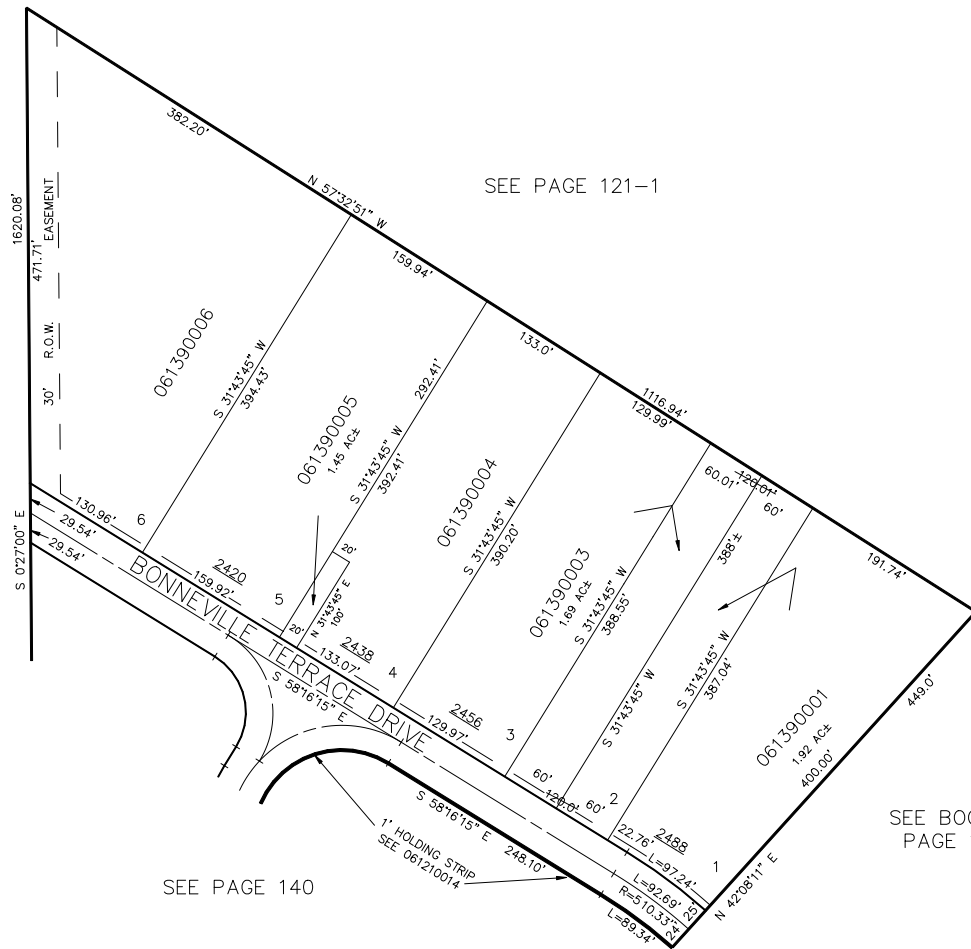 382.20'
N 57°32'51" W
SEE PAGE 121-1
159.94'
1620.08'
471.71'
EASEMENT
R.O.W.
30'
S 0°27'00" E
061390006
S 31°43'45" W
394.43'
133.0'
1116.94'
129.99'
292.41'
061390005
1.45 AC±
S 31°43'45" W
392.41'
061390004
S 31°43'45" W
390.20'
60.01'
120.01'
60'
191.74'
388'±
061390003
1.69 AC±
S 31°43'45" W
388.55'
S 31°43'45" W
S 31°43'45" W
387.04'
061390001
1.92 AC±
449.0'
400.00'
N 42°08'11" E
130.96'
6
29.54'
29.54'
2420
159.92'
5
20'
20'
N 31°43'45" E
100'
BONNEVILLE TERRACE DRIVE
S 58°16'15" E
2438
133.07'
4
2456
129.97'
3
60'
120.0'
60'
2
22.76'
2488
1
L=97.24'
L=92.69'
R=510.33'
25'
24'
L=89.34'
S 58°16'15" E
248.10'
1' HOLDING STRIP
SEE 061210014
SEE PAGE 140
PAGE